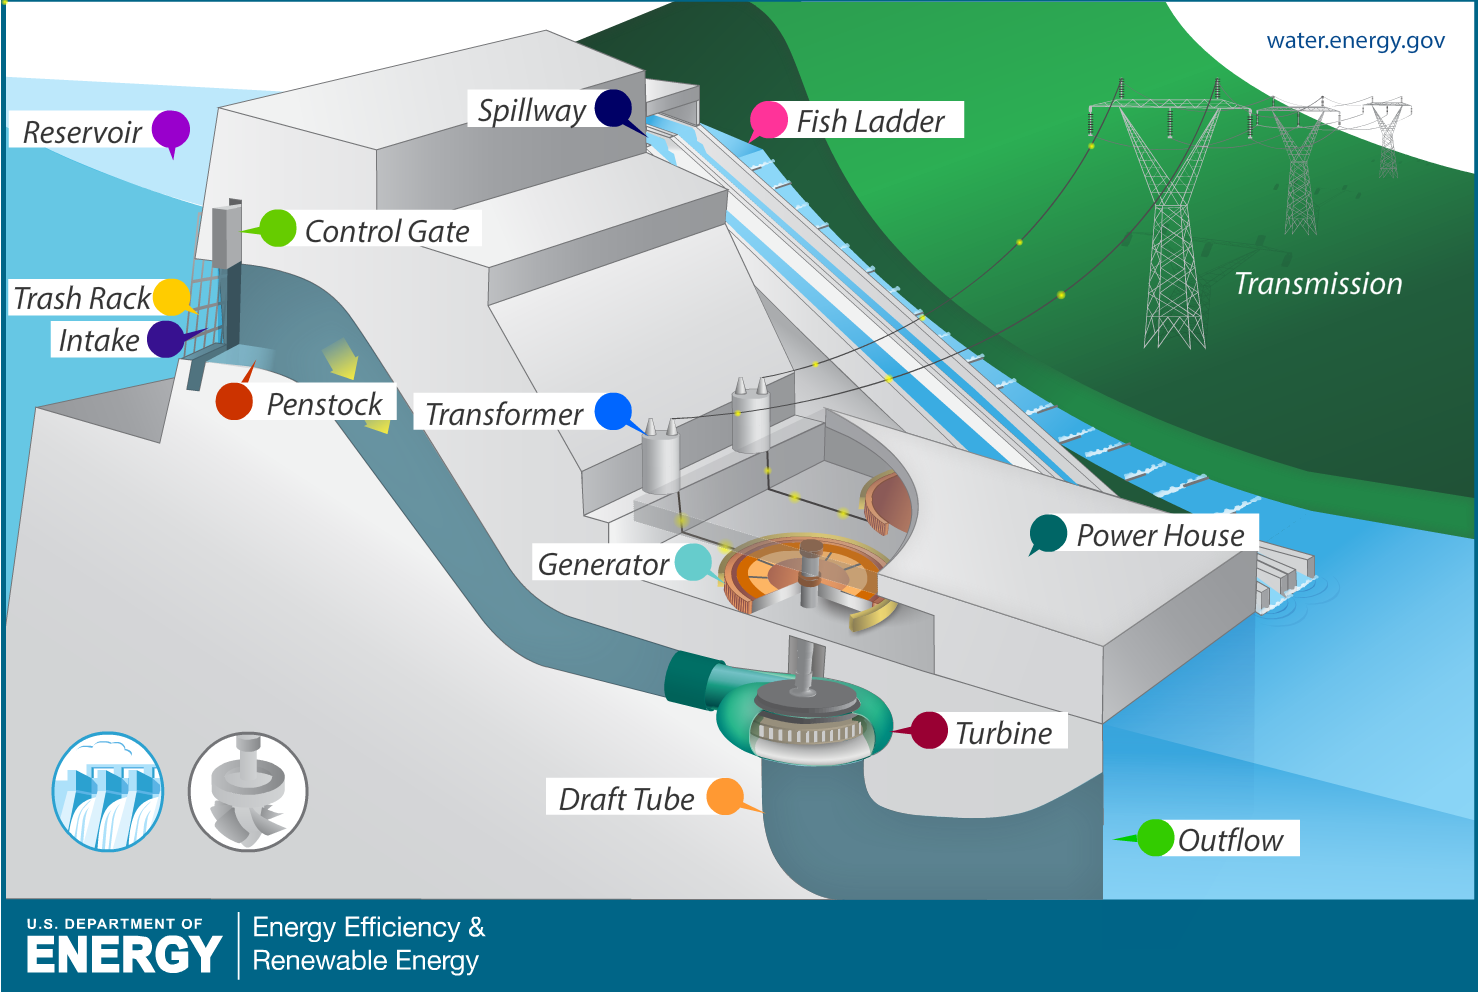 water.energy.gov
Spillway
Fish Ladder
Reservoir
Control Gate
Transmission
Trash Rack
Intake
Penstock
Transformer
Power House
Generator
Turbine
Draft Tube
Outflow
U.S. DEPARTMENT OF
ENERGY
Energy Efficiency &
Renewable Energy